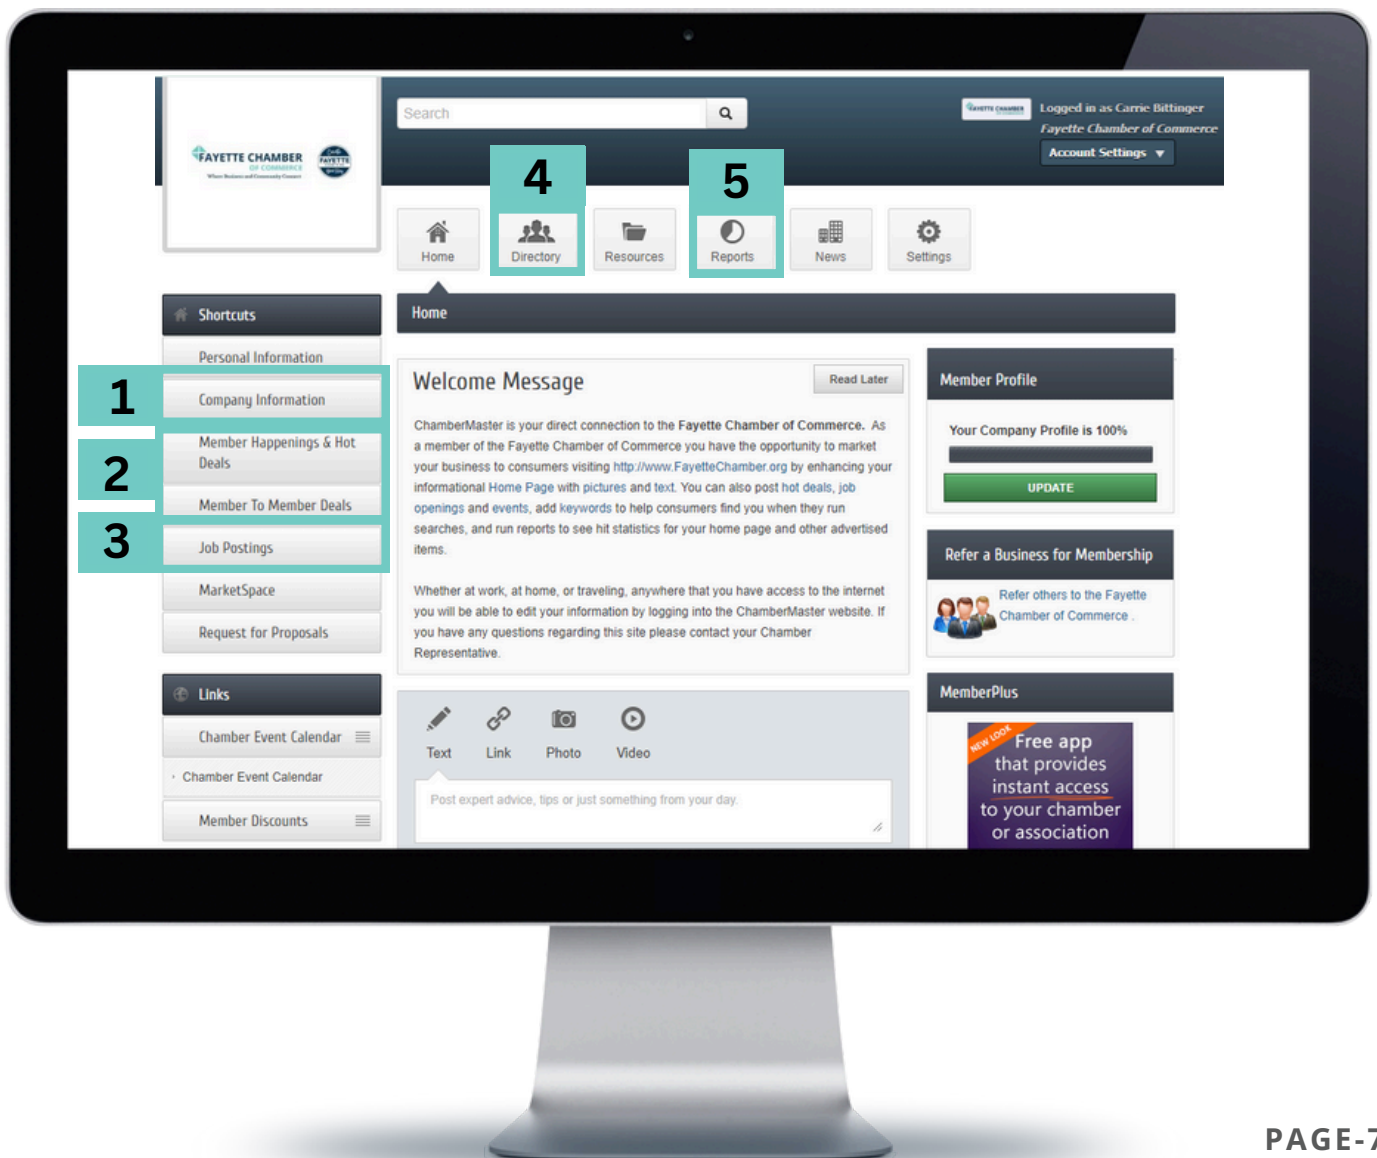 FAYETTE CHAMBER
OF COMMERCE
Where Business and Community Connect
FAYETTE
Search
FAYETTE CHAMBER
OF COMMERCE
Logged in as Carrie Bittinger
Fayette Chamber of Commerce
Account Settings
4
5
Home
Directory
Resources
Reports
News
Settings
Shortcuts
Personal Information
1
Company Information
2
Member Happenings & Hot
Deals
Member To Member Deals
3
Job Postings
MarketSpace
Request for Proposals
Links
Chamber Event Calendar
Chamber Event Calendar
Member Discounts
Home
Welcome Message
Read Later
ChamberMaster is your direct connection to the Fayette Chamber of Commerce. As
a member of the Fayette Chamber of Commerce you have the opportunity to market
your business to consumers visiting http://www.FayetteChamber.org by enhancing your
informational Home Page with pictures and text. You can also post hot deals, job
openings and events, add keywords to help consumers find you when they run
searches, and run reports to see hit statistics for your home page and other advertised
items.
Whether at work, at home, or traveling, anywhere that you have access to the internet
you will be able to edit your information by logging into the ChamberMaster website. If
you have any questions regarding this site please contact your Chamber
Representative.
Text
Link
Photo
Video
Post expert advice, tips or just something from your day.
Member Profile
Your Company Profile is 100%
UPDATE
Refer a Business for Membership
Refer others to the Fayette
Chamber of Commerce .
MemberPlus
NEW LOOK
Free app
that provides
instant access
to your chamber
or association
PAGE-7